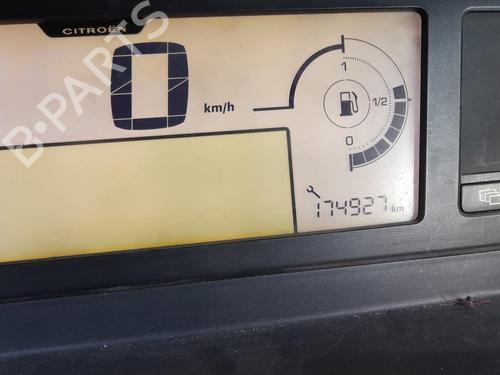 CITROËN
0
km/h
1
1/2
0
174927 km
B-PARTS